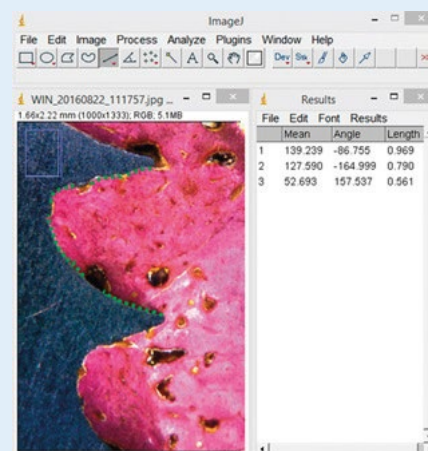 ImageJ
File Edit Image Process Analyze Plugins Window Help
A Dev Stk
WIN_20160822_111757.jpg ...
1.66x2.22 mm (1000x1333); RGB: 5.1MB
Results
File Edit Font Results
Mean Angle Length
1 139.239 -86.755 0.969
2 127.590 -164.999 0.790
3 52.693 157.537 0.561